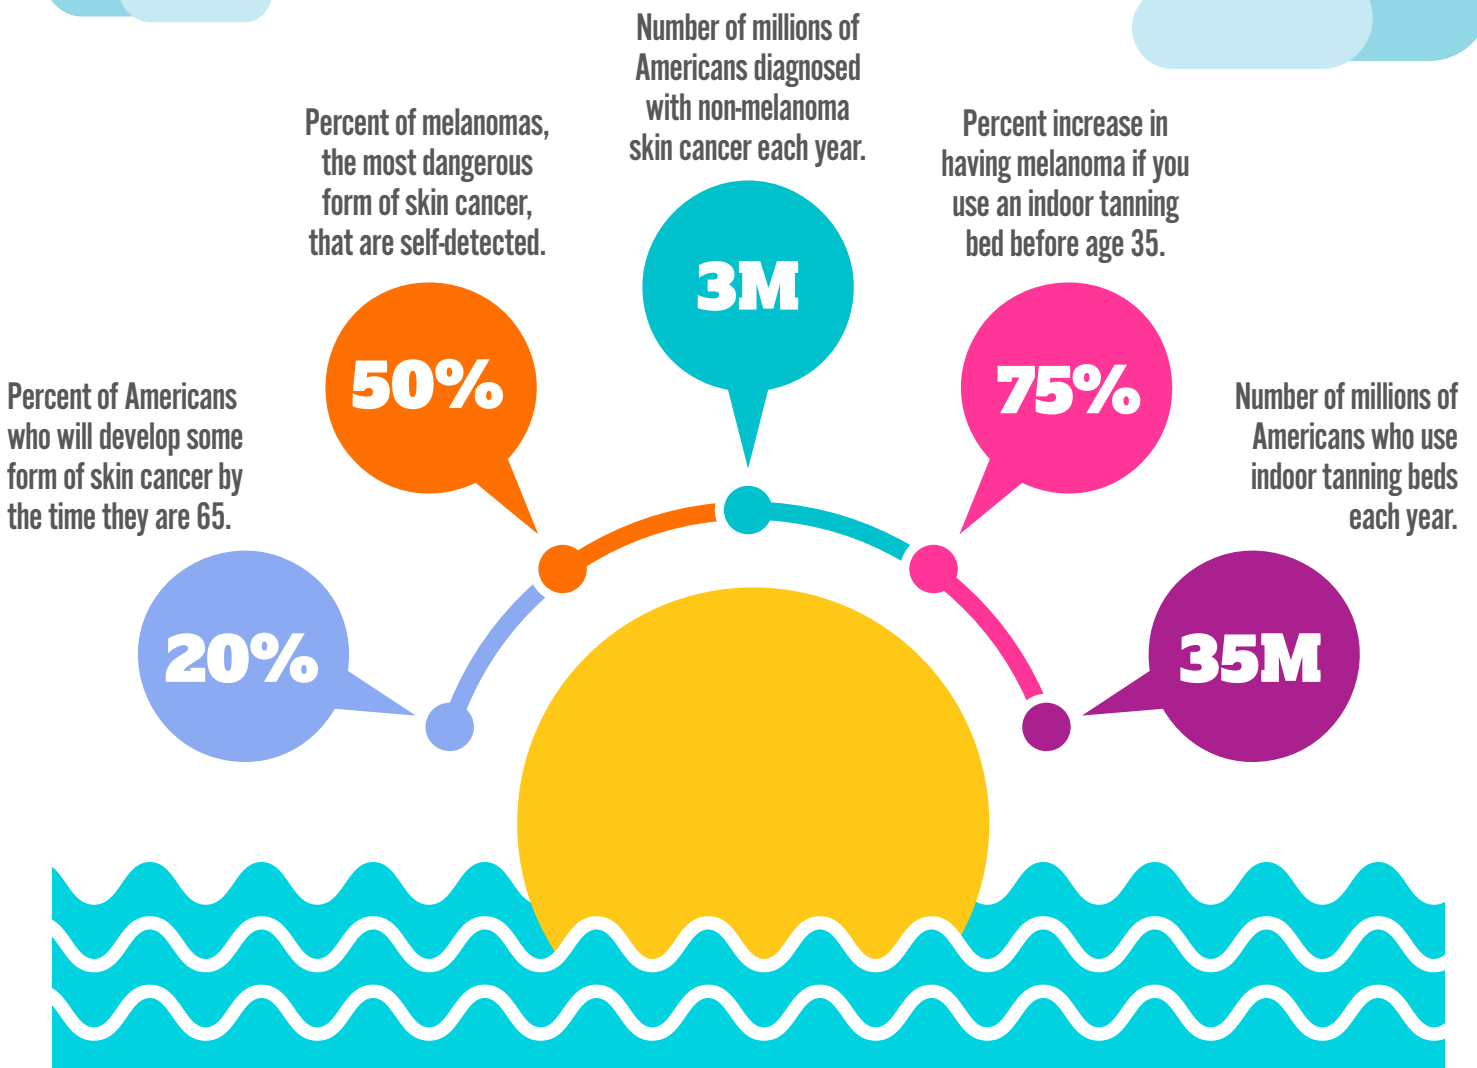 Percent of Americans
who will develop some
form of skin cancer by
the time they are 65.
20%
Percent of melanomas,
the most dangerous
form of skin cancer,
that are self-detected.
50%
Number of millions of
Americans diagnosed
with non-melanoma
skin cancer each year.
3M
Percent increase in
having melanoma if you
use an indoor tanning
bed before age 35.
75%
Number of millions of
Americans who use
indoor tanning beds
each year.
35M